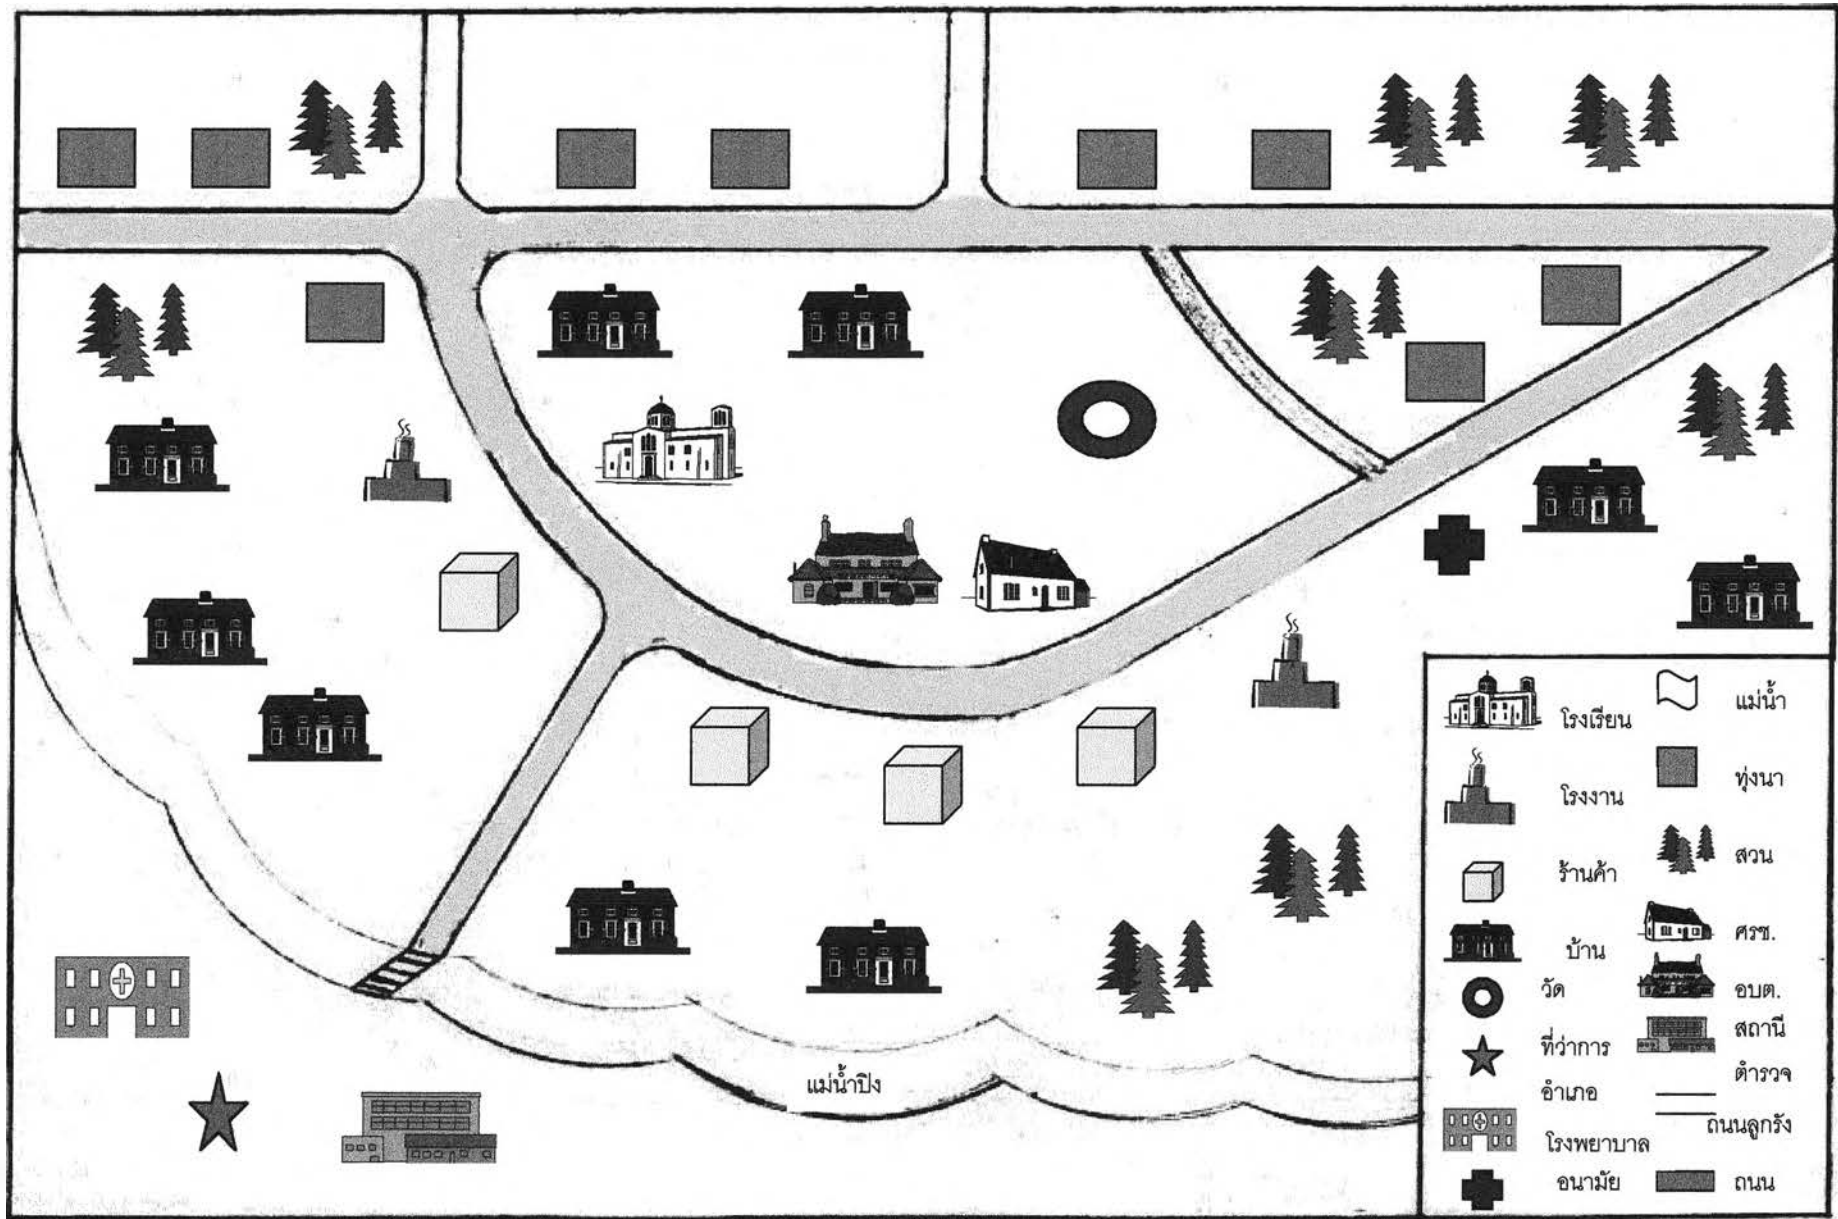 แม่น้ำปิง
โรงเรียน
โรงงาน
ร้านค้า
บ้าน
วัด
ที่ว่าการ
อำเภอ
โรงพยาบาล
อนามัย
แม่น้ำ
ทุ่งนา
สวน
ศรช.
อบต.
สถานี
ตำรวจ
ถนนลูกรัง
ถนน